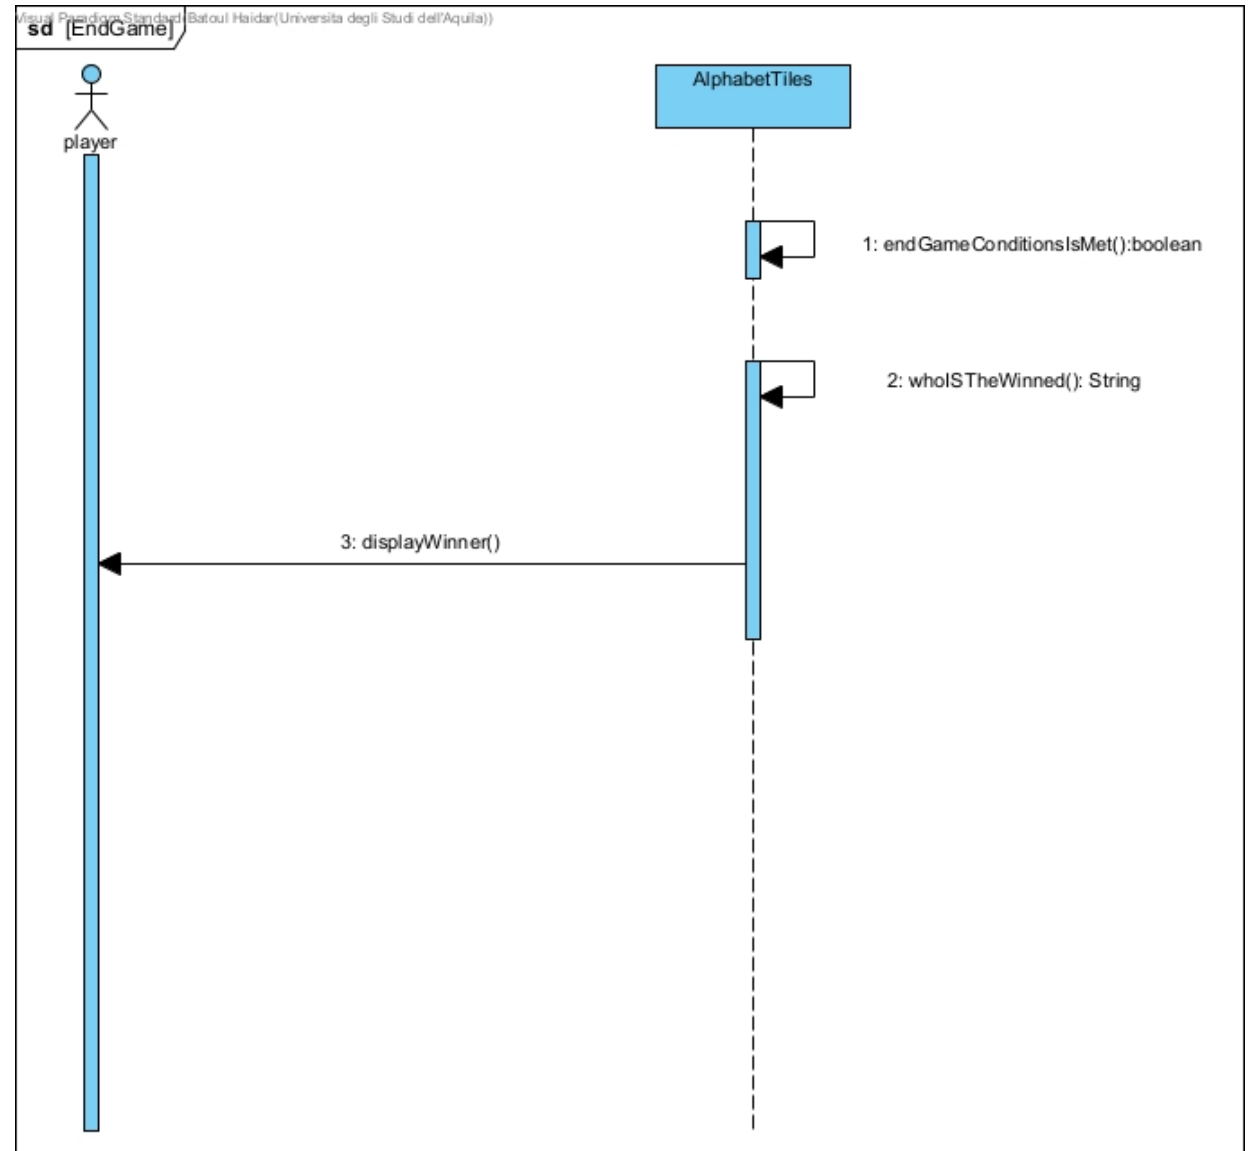 Visual Paradigm Standard(Batoul Haidar(Universita degli Studi dell'Aquila))
sd [EndGame]
player
AlphabetTiles
1: endGameConditionsIsMet():boolean
2: whoISTheWinned(): String
3: displayWinner()